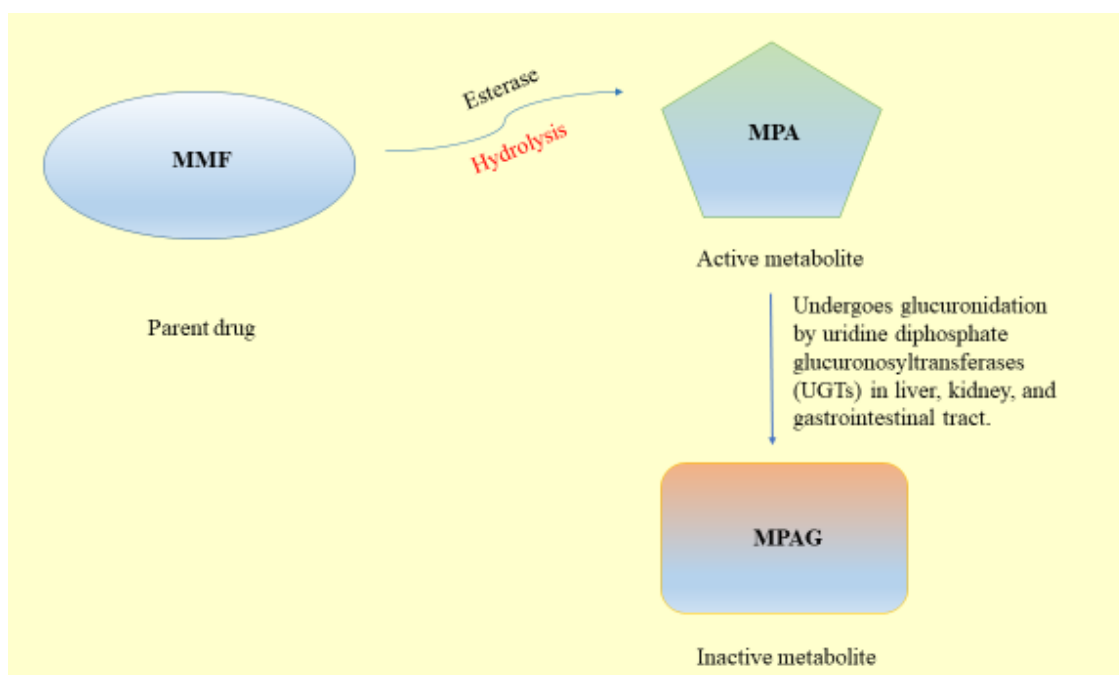 MMF
Parent drug
Esterase
Hydrolysis
MPA
Active metabolite
Undergoes glucuronidation
by uridine diphosphate
glucuronosyltransferases
(UGTs) in liver, kidney, and
gastrointestinal tract.
MPAG
Inactive metabolite